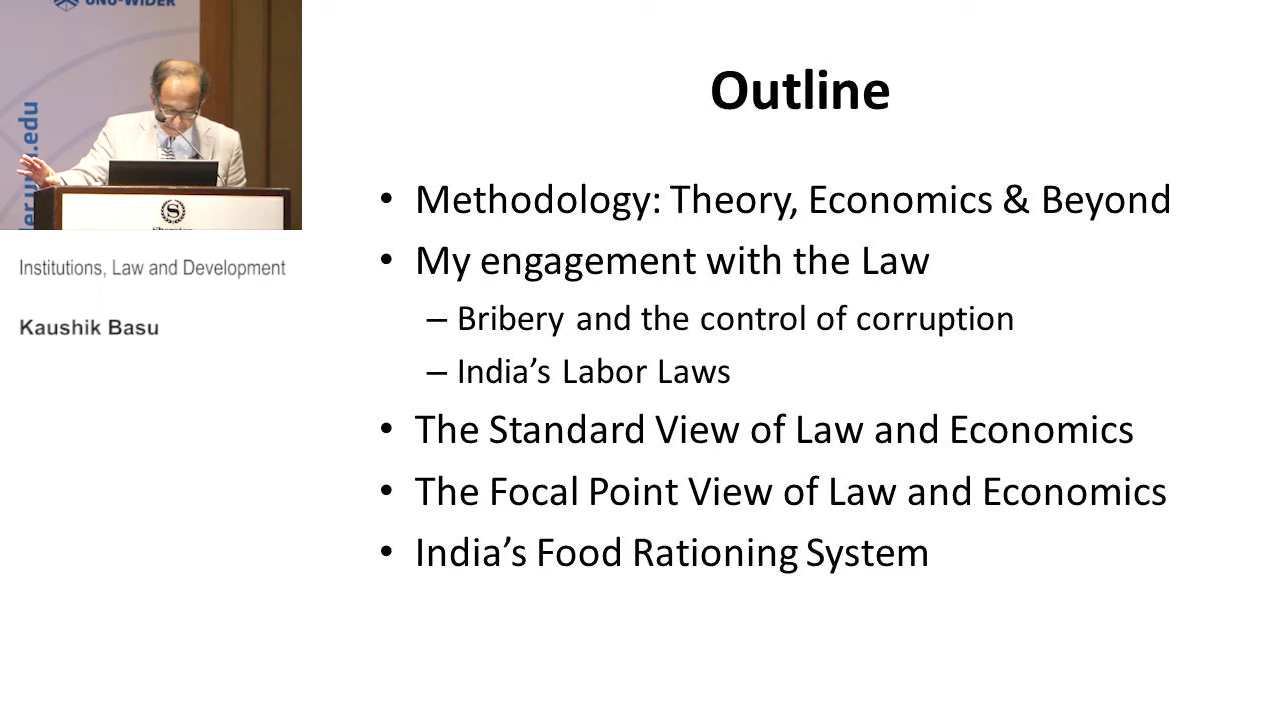 UNU-WIDER
Institutions, Law and Development
Kaushik Basu
Outline
• Methodology: Theory, Economics & Beyond
• My engagement with the Law
– Bribery and the control of corruption
– India’s Labor Laws
• The Standard View of Law and Economics
• The Focal Point View of Law and Economics
• India’s Food Rationing System